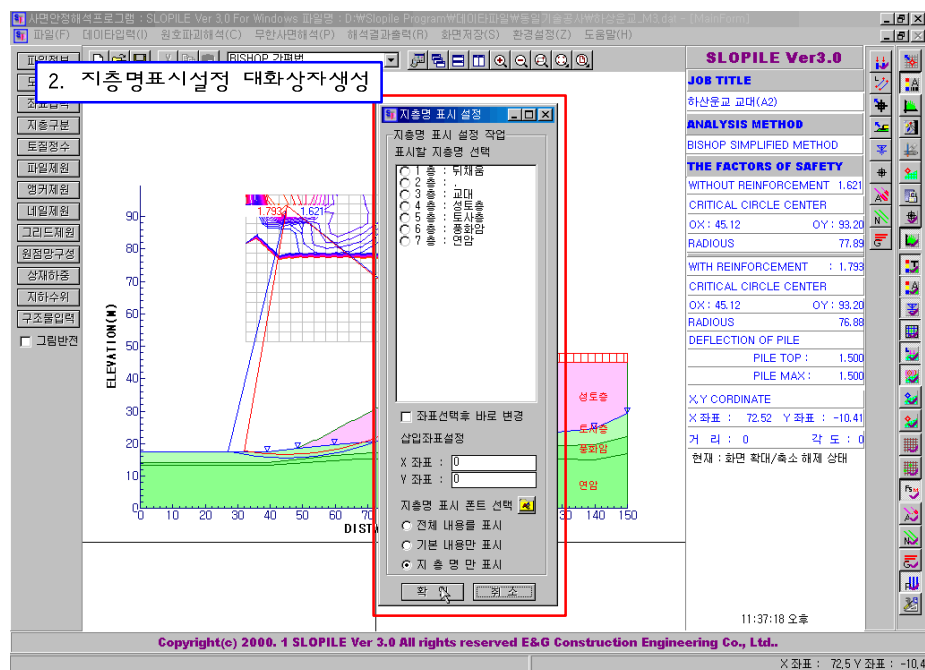 사면안정해석프로그램 : SLOPILE Ver 3.0 For Windows 파일명 : D:\Slopile Program\데이타파일\동일기술공사\하상운교_M3.dat - [MainForm]
파일(F) 데이타입력(I) 원호파괴해석(C) 무한사면해석(P) 해석결과출력(R) 화면저장(S) 환경설정(Z) 도움말(H)
파일정보
BISHOP 간편법
2. 지층명표시설정 대화상자생성
좌표입력
지층구분
토질정수
파일제원
앵커제원
네일제원
그리드제원
원점망구성
상재하중
지하수위
구조물입력
그림반전
ELEVATION(M)
90
80
70
60
50
40
30
20
10
0 10 20 30 40 50 60 70
140 150
DISTA
1.793 1.621
성토층
토사층
풍화암
연암
지층명 표시 설정
지층명 표시 설정 작업
표시할 지층명 선택
1 층 : 뒤채움
2 층 : .
3 층 : 교대
4 층 : 성토층
5 층 : 토사층
6 층 : 풍화암
7 층 : 연암
좌표선택후 바로 변경
삽입좌표설정
X 좌표 : 0
Y 좌표 : 0
지층명 표시 폰트 선택
전체 내용을 표시
기본 내용만 표시
지 층 명 만 표시
확 인
취 소
SLOPILE Ver3.0
JOB TITLE
하산운교 교대(A2)
ANALYSIS METHOD
BISHOP SIMPLIFIED METHOD
THE FACTORS OF SAFETY
WITHOUT REINFORCEMENT 1.621
CRITICAL CIRCLE CENTER
OX : 45.12 OY : 93.20
RADIOUS 77.89
WITH REINFORCEMENT : 1.793
CRITICAL CIRCLE CENTER
OX : 45.12 OY : 93.20
RADIOUS 76.88
DEFLECTION OF PILE
PILE TOP : 1.500
PILE MAX : 1.500
X,Y CORDINATE
X 좌표 : 72.52 Y 좌표 : -10.41
거 리 : 0 각 도 : 0
현재 : 화면 확대/축소 해제 상태
11:37:18 오후
Copyright(c) 2000. 1 SLOPILE Ver 3.0 All rights reserved E&G Construction Engineering Co., Ltd..
X 좌표 : 72,5 Y 좌표 : -10,4